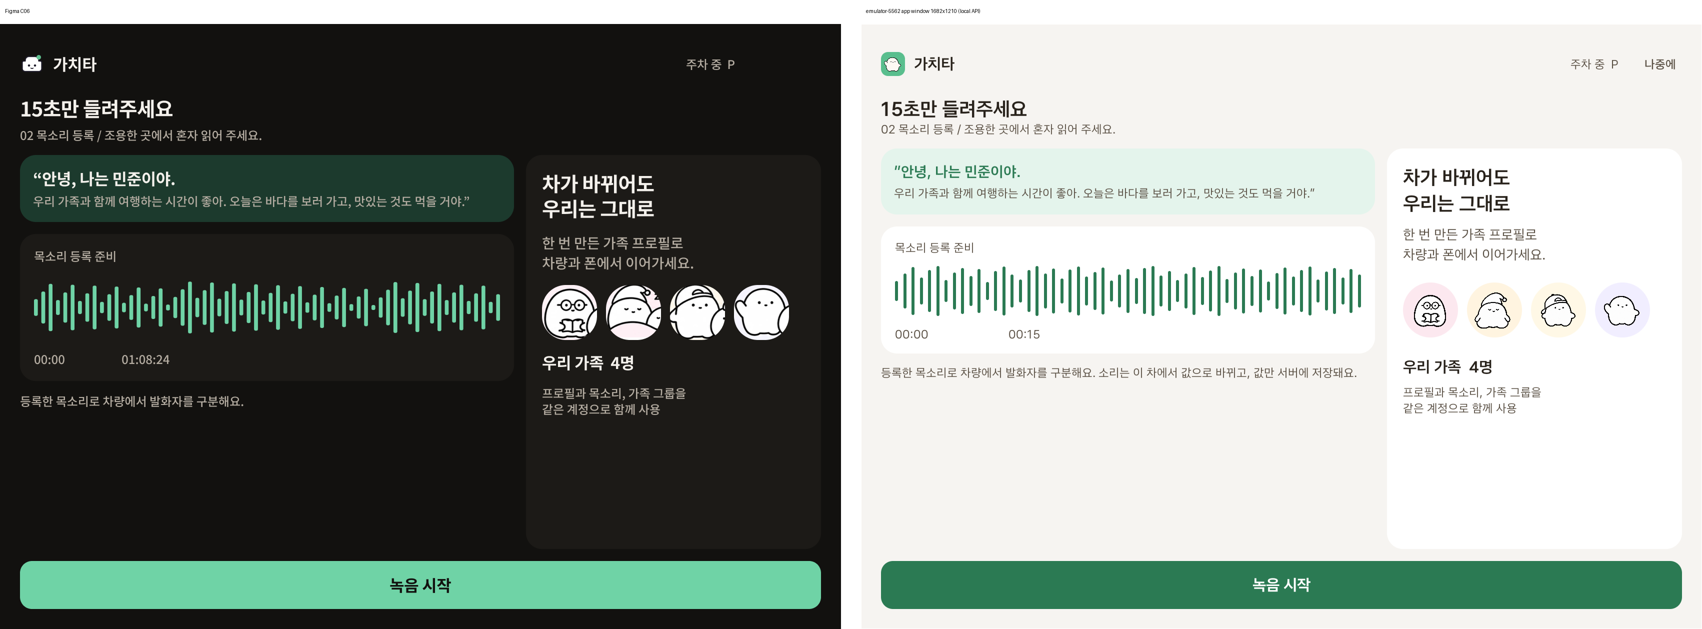 Figma C06
가치타
주차 중 P
15초만 들려주세요
02 목소리 등록 / 조용한 곳에서 혼자 읽어 주세요.
“안녕, 나는 민준이야.
우리 가족과 함께 여행하는 시간이 좋아. 오늘은 바다를 보러 가고, 맛있는 것도 먹을 거야.”
목소리 등록 준비
00:00 01:08:24
등록한 목소리로 차량에서 발화자를 구분해요.
차가 바뀌어도
우리는 그대로
한 번 만든 가족 프로필로
차량과 폰에서 이어가세요.
우리 가족 4명
프로필과 목소리, 가족 그룹을
같은 계정으로 함께 사용
녹음 시작
emulator-5562 app window 1682x1210 (local API)
가치타
주차 중 P 나중에
15초만 들려주세요
02 목소리 등록 / 조용한 곳에서 혼자 읽어 주세요.
"안녕, 나는 민준이야.
우리 가족과 함께 여행하는 시간이 좋아. 오늘은 바다를 보러 가고, 맛있는 것도 먹을 거야."
목소리 등록 준비
00:00 00:15
등록한 목소리로 차량에서 발화자를 구분해요. 소리는 이 차에서 값으로 바뀌고, 값만 서버에 저장돼요.
차가 바뀌어도
우리는 그대로
한 번 만든 가족 프로필로
차량과 폰에서 이어가세요.
우리 가족 4명
프로필과 목소리, 가족 그룹을
같은 계정으로 함께 사용
녹음 시작